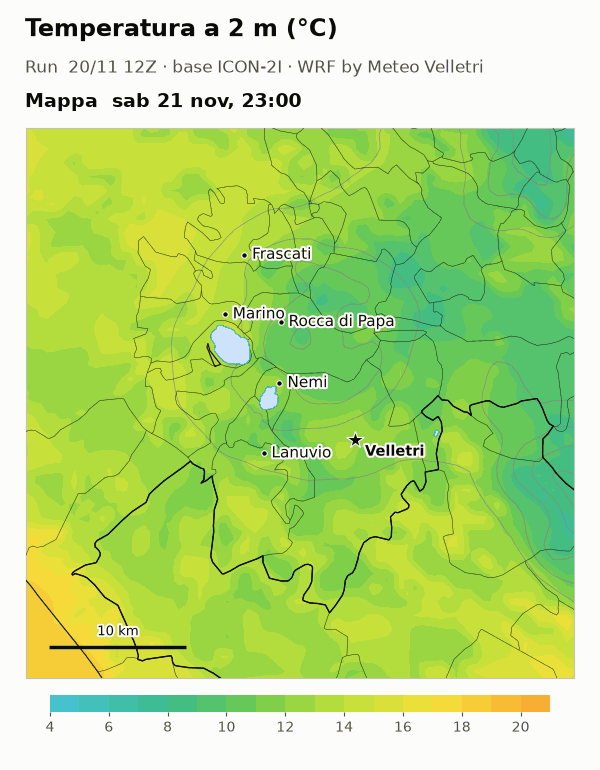 Temperatura a 2 m (°C)
Run  20/11 12Z · base ICON-2I · WRF by Meteo Velletri
Mappa  sab 21 nov, 23:00
Frascati
Marino
Rocca di Papa
Nemi
Velletri
Lanuvio
10 km
4 6 8 10 12 14 16 18 20